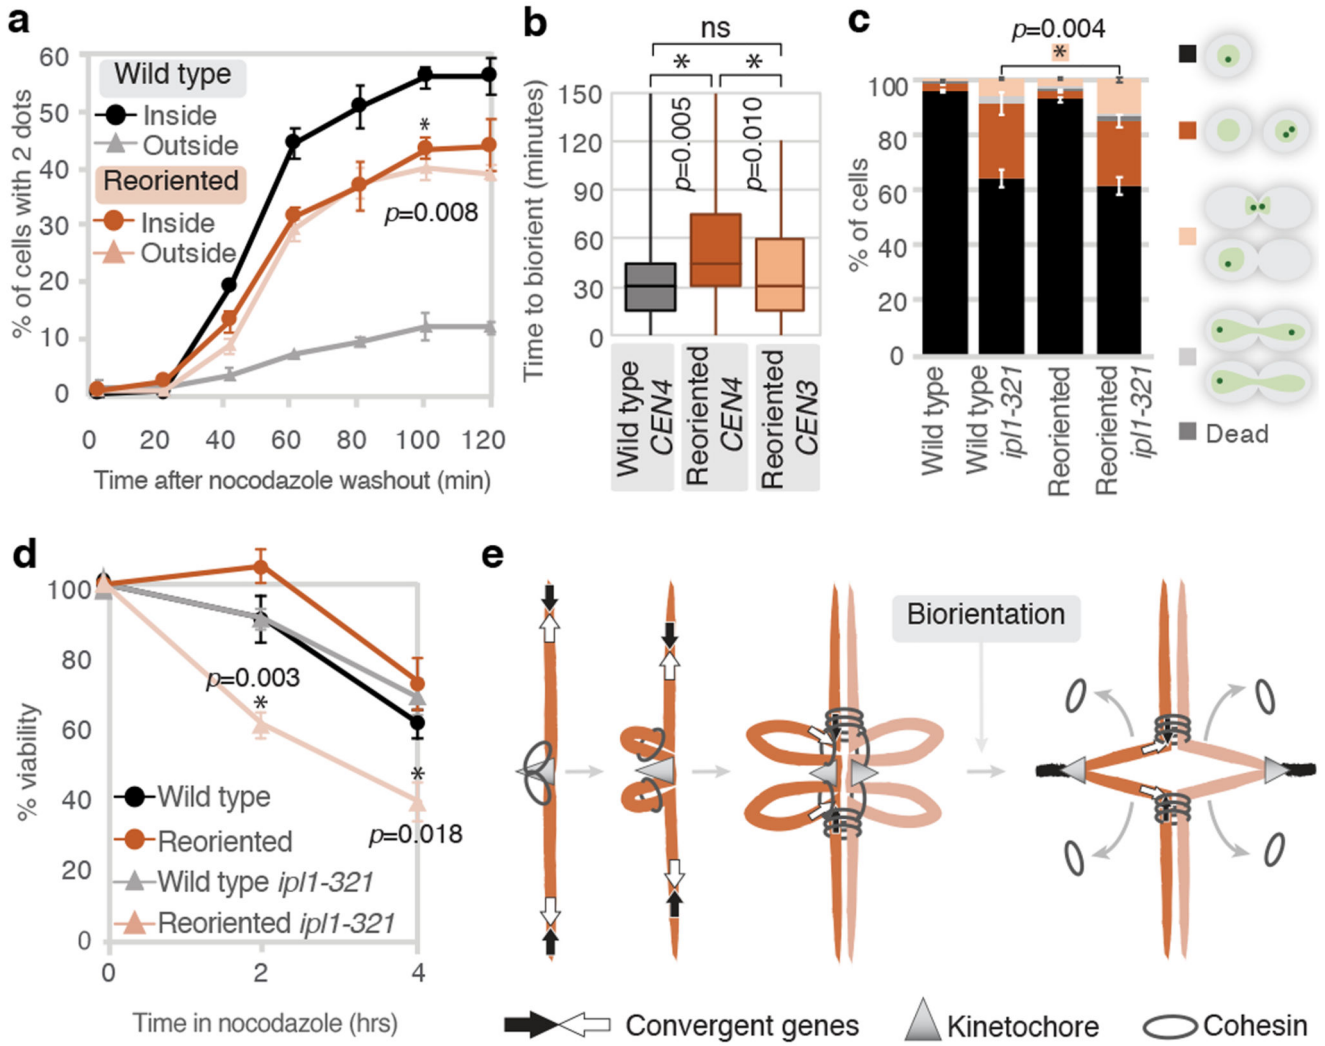 a
% of cells with 2 dots
60
50
40
30
20
10
0
Wild type
Inside
Outside
Reoriented
Inside
Outside
*
p=0.008
0 20 40 60 80 100 120
Time after nocodazole washout (min)
b
Time to biorient (minutes)
ns
* *
150
120
90
60
30
0
p=0.005
p=0.010
Wild type
CEN4
Reoriented
CEN4
Reoriented
CEN3
c
p=0.004
*
% of cells
100
80
60
40
20
0
Wild type
Wild type
ipl1-321
Reoriented
Reoriented
ipl1-321
Dead
d
% viability
100
80
60
40
20
0
p=0.003
*
*
p=0.018
Wild type
Reoriented
Wild type ipl1-321
Reoriented ipl1-321
0 2 4
Time in nocodazole (hrs)
e
Biorientation
Convergent genes
Kinetochore
Cohesin